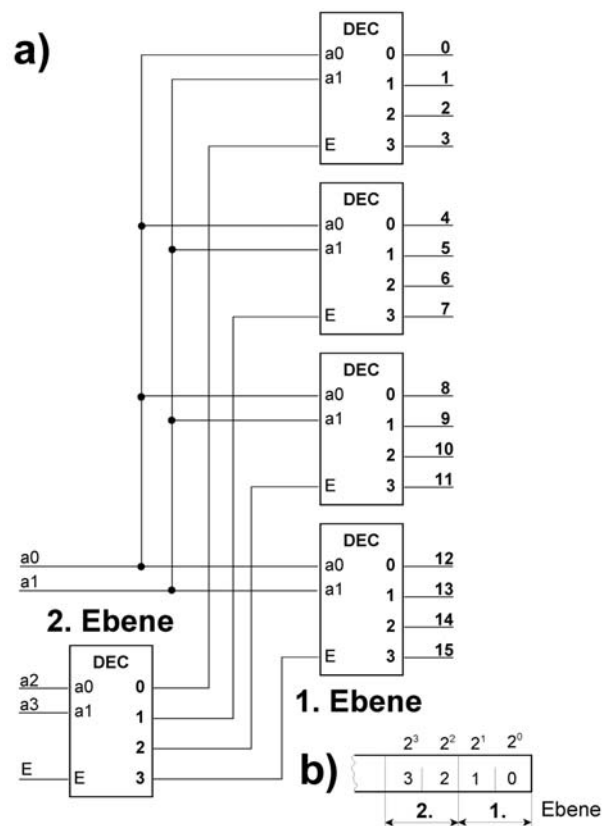 a)
DEC
a0 0 0
a1 1 1
2 2
E 3 3
DEC
a0 0 4
a1 1 5
2 6
E 3 7
DEC
a0 0 8
a1 1 9
2 10
E 3 11
DEC
a0 a0 0 12
a1 a1 1 13
2 14
E 3 15
2. Ebene
DEC
a2 a0 0
a3 a1 1
2
E E 3
1. Ebene
b)
2³ 2² 2¹ 2⁰
3 2 1 0
2. 1. Ebene